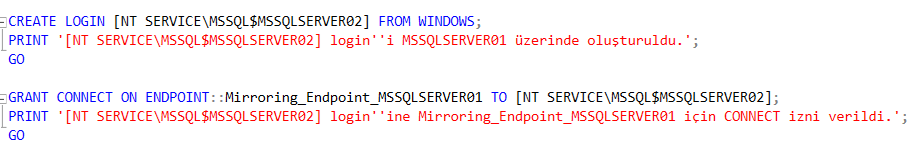 CREATE LOGIN [NT SERVICE\MSSQL$MSSQLSERVER02] FROM WINDOWS;
PRINT '[NT SERVICE\MSSQL$MSSQLSERVER02] login''i MSSQLSERVER01 üzerinde oluşturuldu.';
GO
GRANT CONNECT ON ENDPOINT::Mirroring_Endpoint_MSSQLSERVER01 TO [NT SERVICE\MSSQL$MSSQLSERVER02];
PRINT '[NT SERVICE\MSSQL$MSSQLSERVER02] login''ine Mirroring_Endpoint_MSSQLSERVER01 için CONNECT izni verildi.';
GO